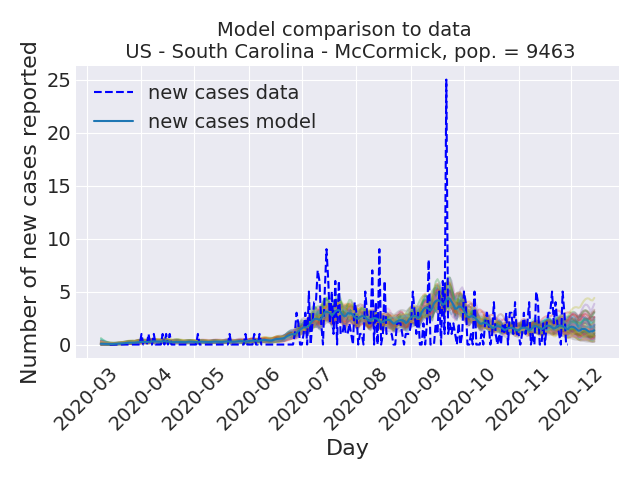 Model comparison to data
US - South Carolina - McCormick, pop. = 9463
Number of new cases reported
25
20
15
10
5
0
new cases data
new cases model
2020-03
2020-04
2020-05
2020-06
2020-07
2020-08
2020-09
2020-10
2020-11
2020-12
Day